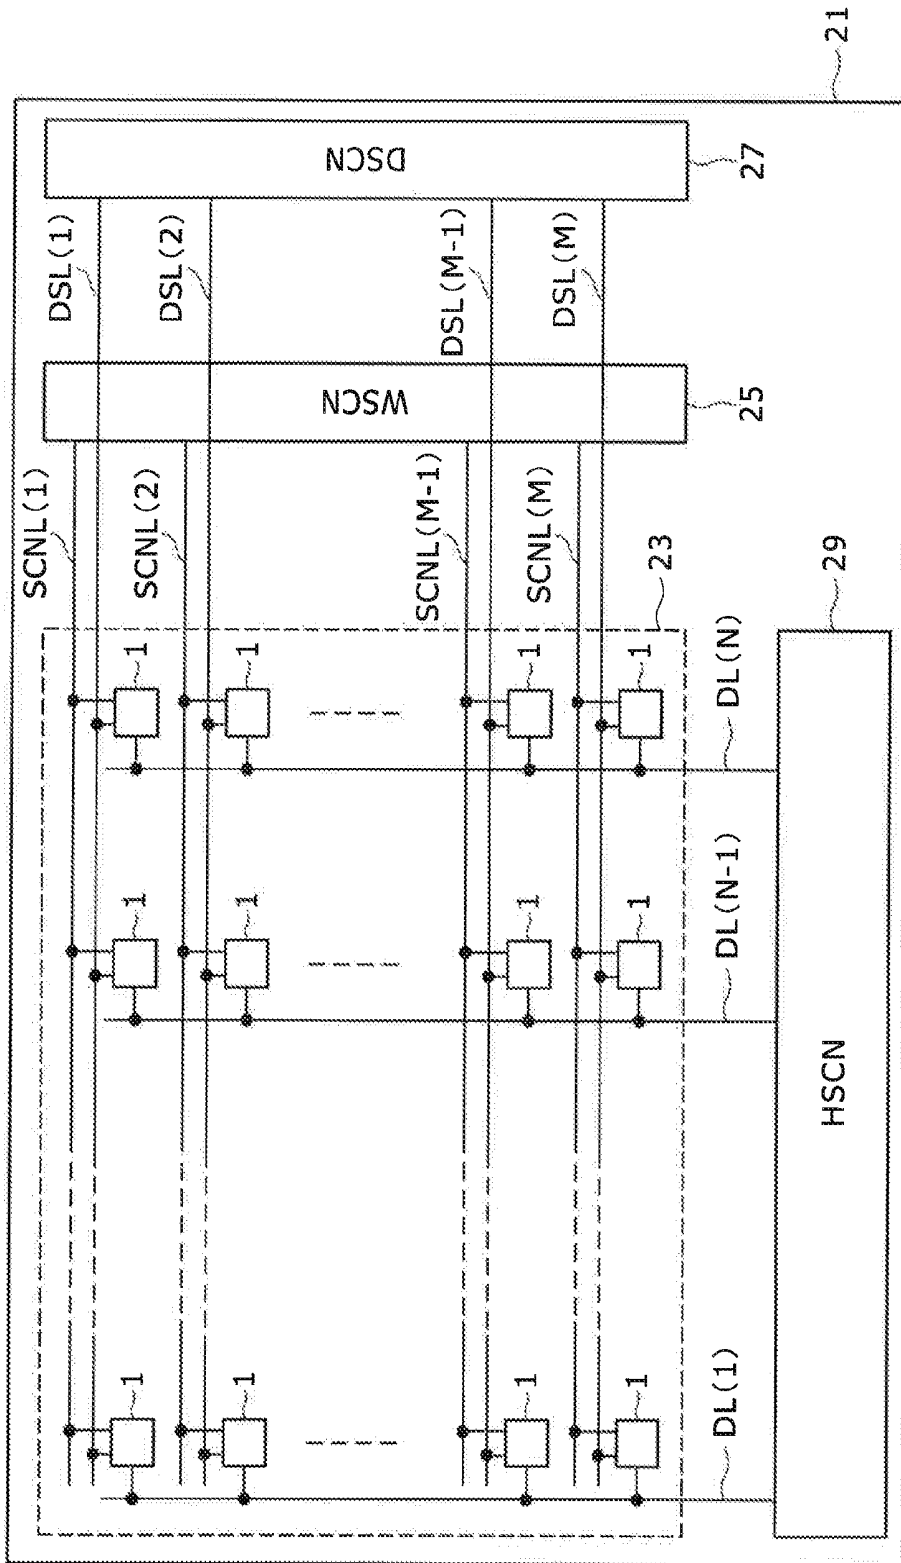 SCNL(1)
DSL(1)
1
1
1
SCNL(2)
DSL(2)
1
1
1
WSCN
DSCN
SCNL(M-1)
DSL(M-1)
1
1
1
SCNL(M)
DSL(M)
1
1
1
23
DL(1)
DL(N-1)
DL(N)
25
27
HSCN
29
21